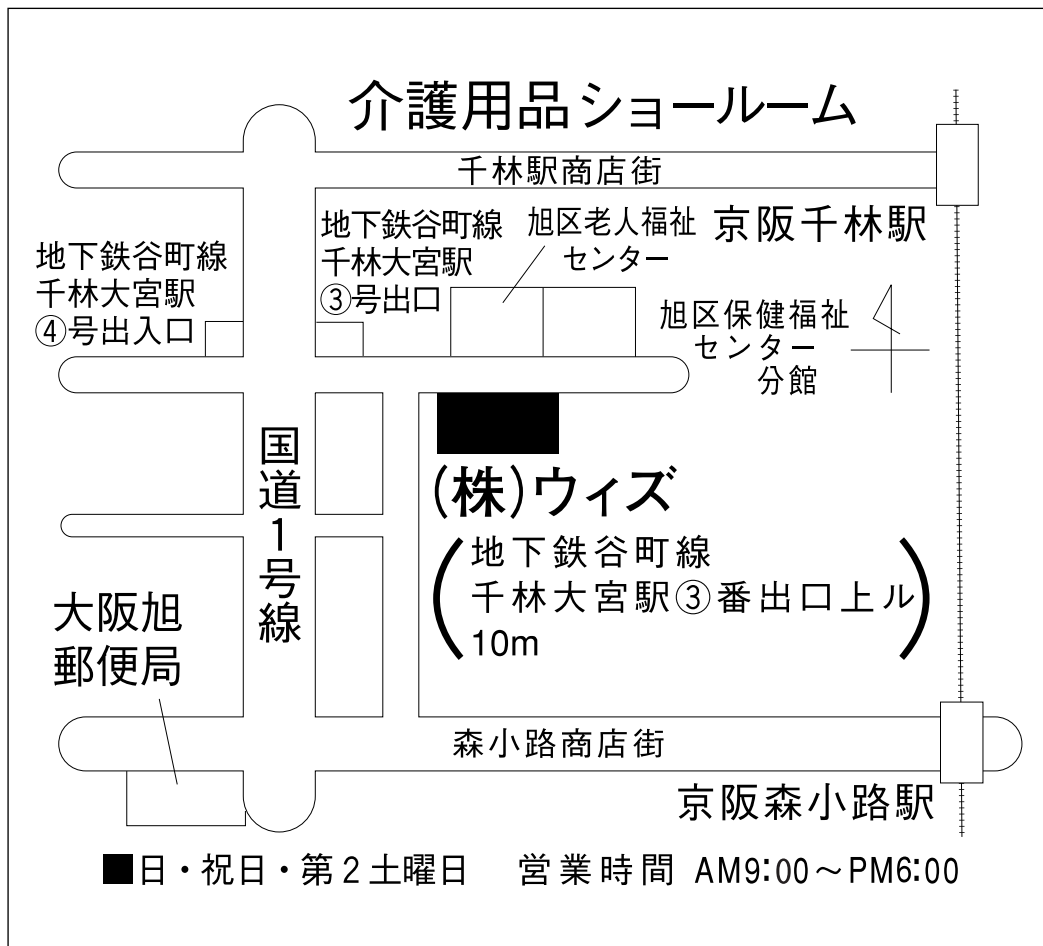 介護用品ショールーム
千林駅商店街
地下鉄谷町線
千林大宮駅
③号出口
旭区老人福祉
センター
京阪千林駅
地下鉄谷町線
千林大宮駅
④号出入口
旭区保健福祉
センター
分館
国道1号線
(株)ウィズ
地下鉄谷町線
千林大宮駅③番出口上ル
10m
大阪旭
郵便局
森小路商店街
京阪森小路駅
■日・祝日・第2土曜日 営業時間 AM9:00～PM6:00